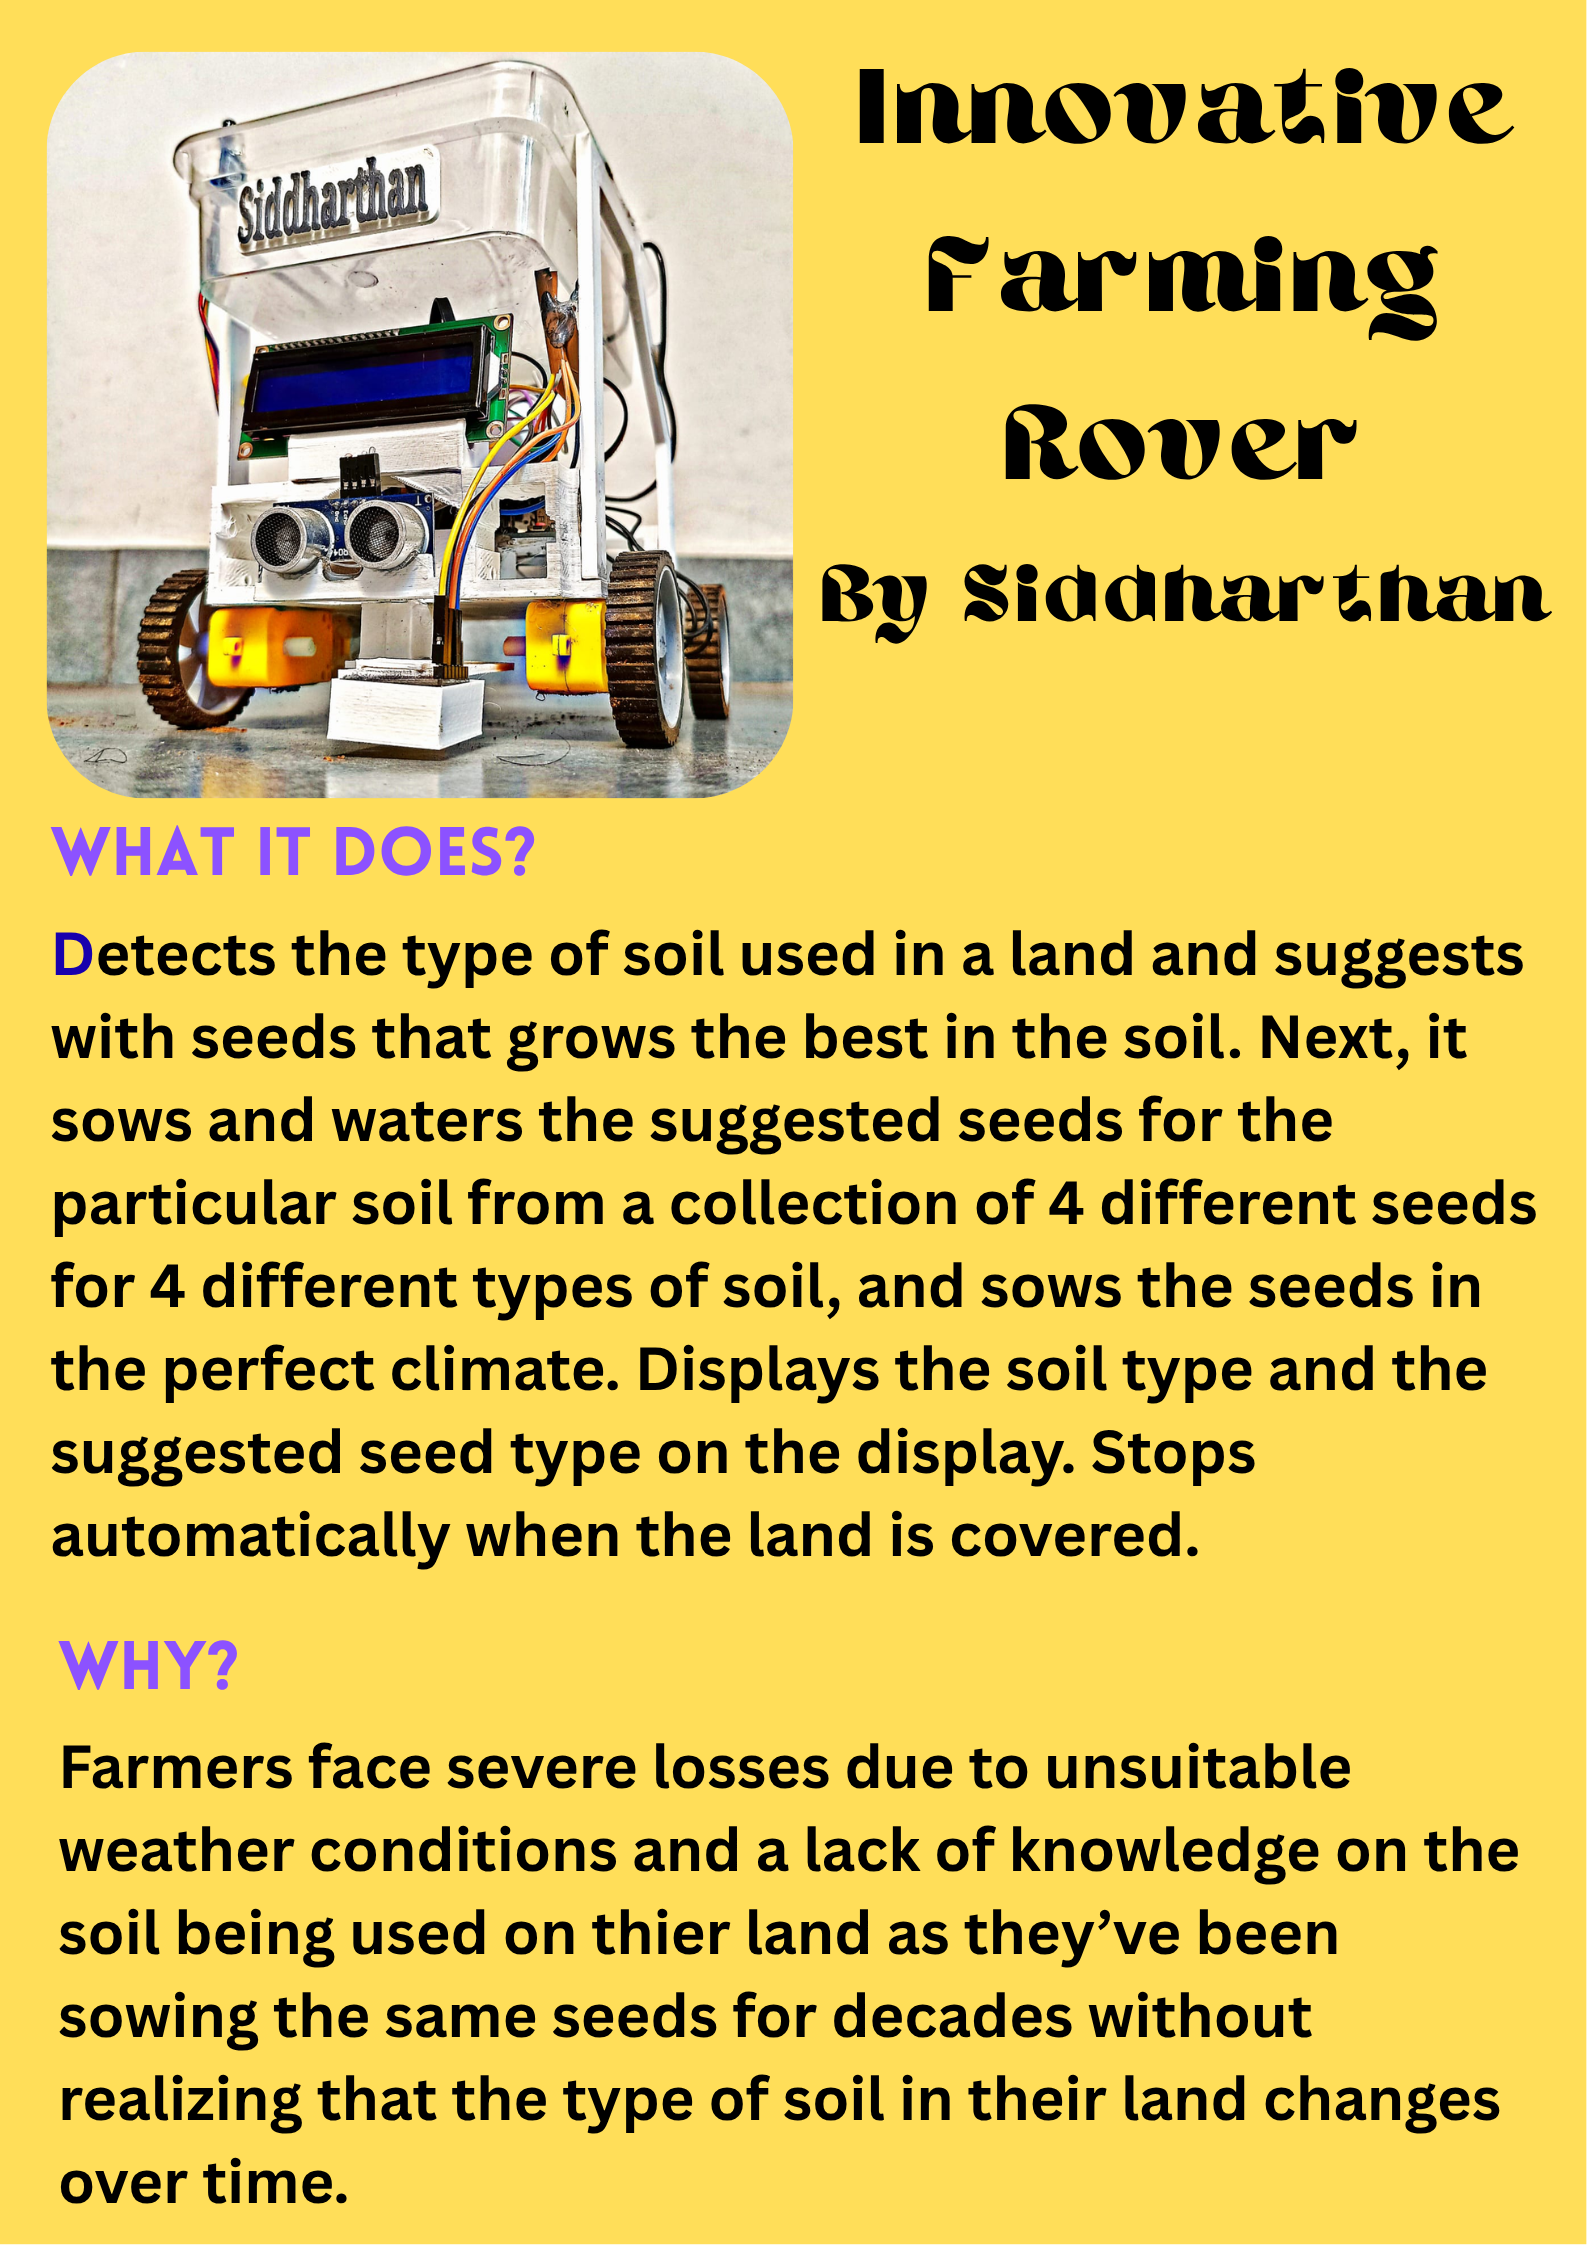 Siddharthan
Innovative
Farming
Rover
By Siddharthan
WHAT IT DOES?
Detects the type of soil used in a land and suggests
with seeds that grows the best in the soil. Next, it
sows and waters the suggested seeds for the
particular soil from a collection of 4 different seeds
for 4 different types of soil, and sows the seeds in
the perfect climate. Displays the soil type and the
suggested seed type on the display. Stops
automatically when the land is covered.
WHY?
Farmers face severe losses due to unsuitable
weather conditions and a lack of knowledge on the
soil being used on thier land as they’ve been
sowing the same seeds for decades without
realizing that the type of soil in their land changes
over time.